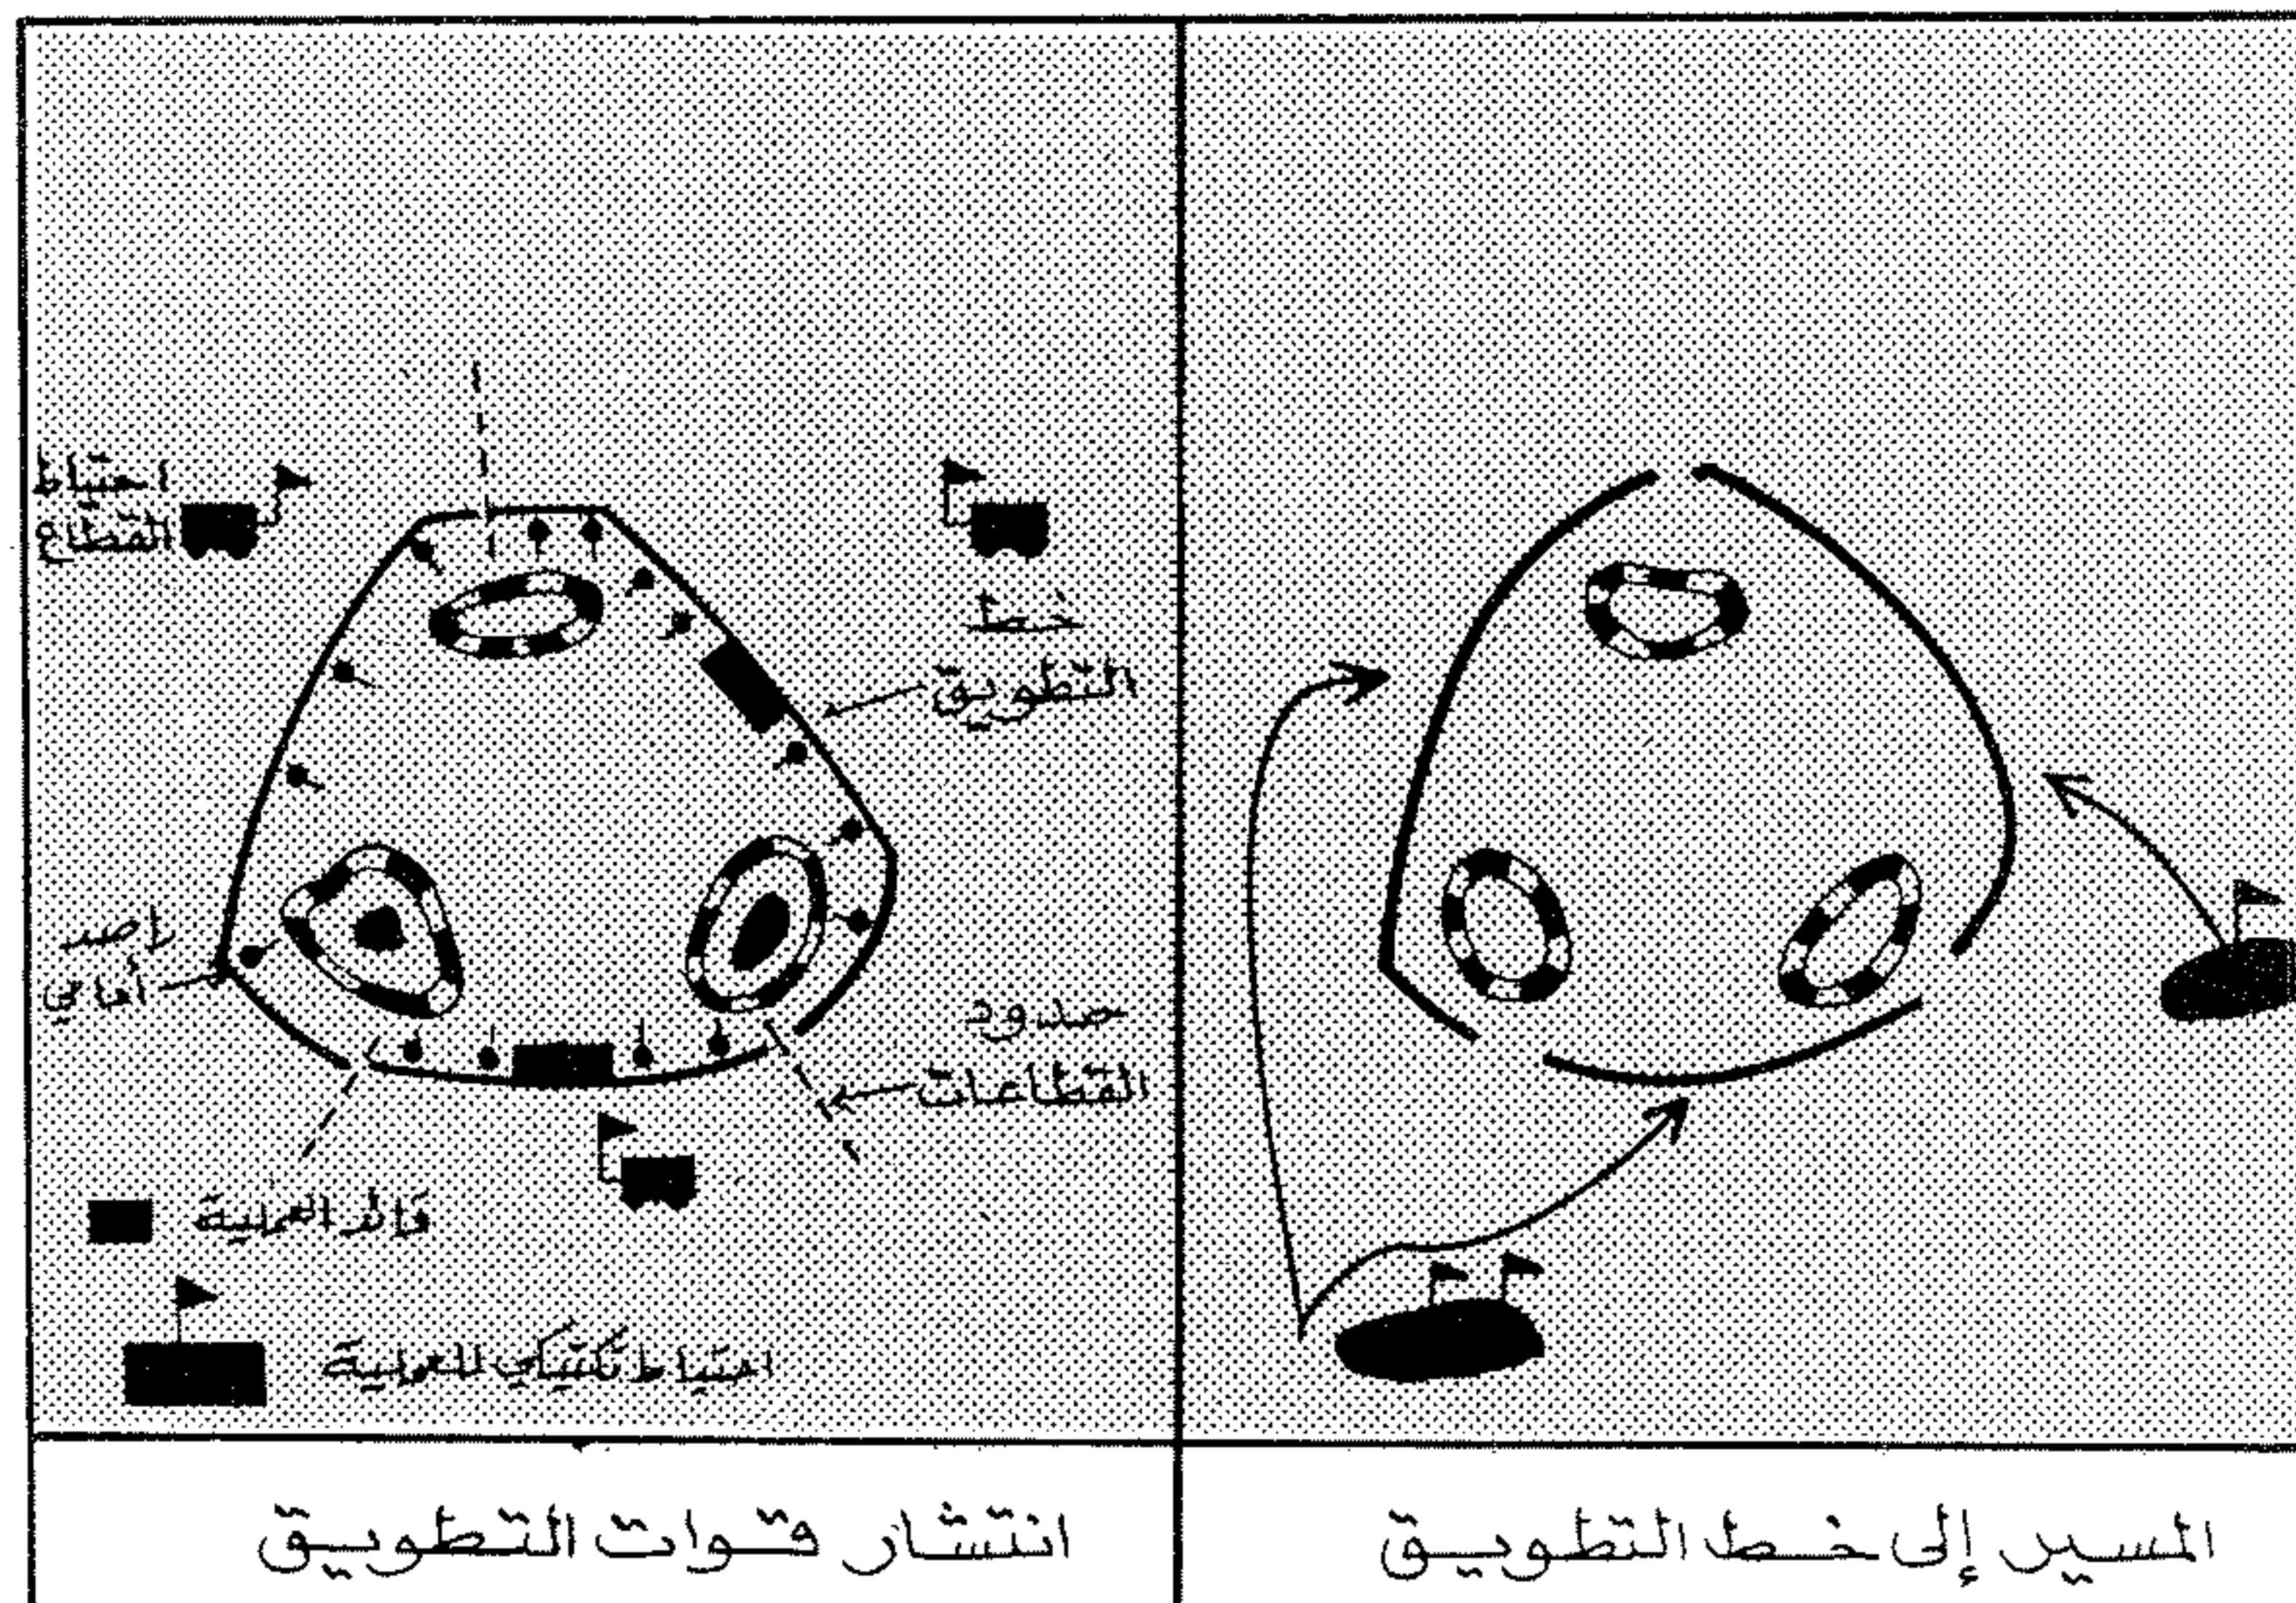 احتياط
القطاع
خط
التطويق
راصد
أمامي
حدود
القطاعات
قائد العملية
احتياط تكتيكي للعملية
المسير إلى خط التطويق
انتشار قوات التطويق